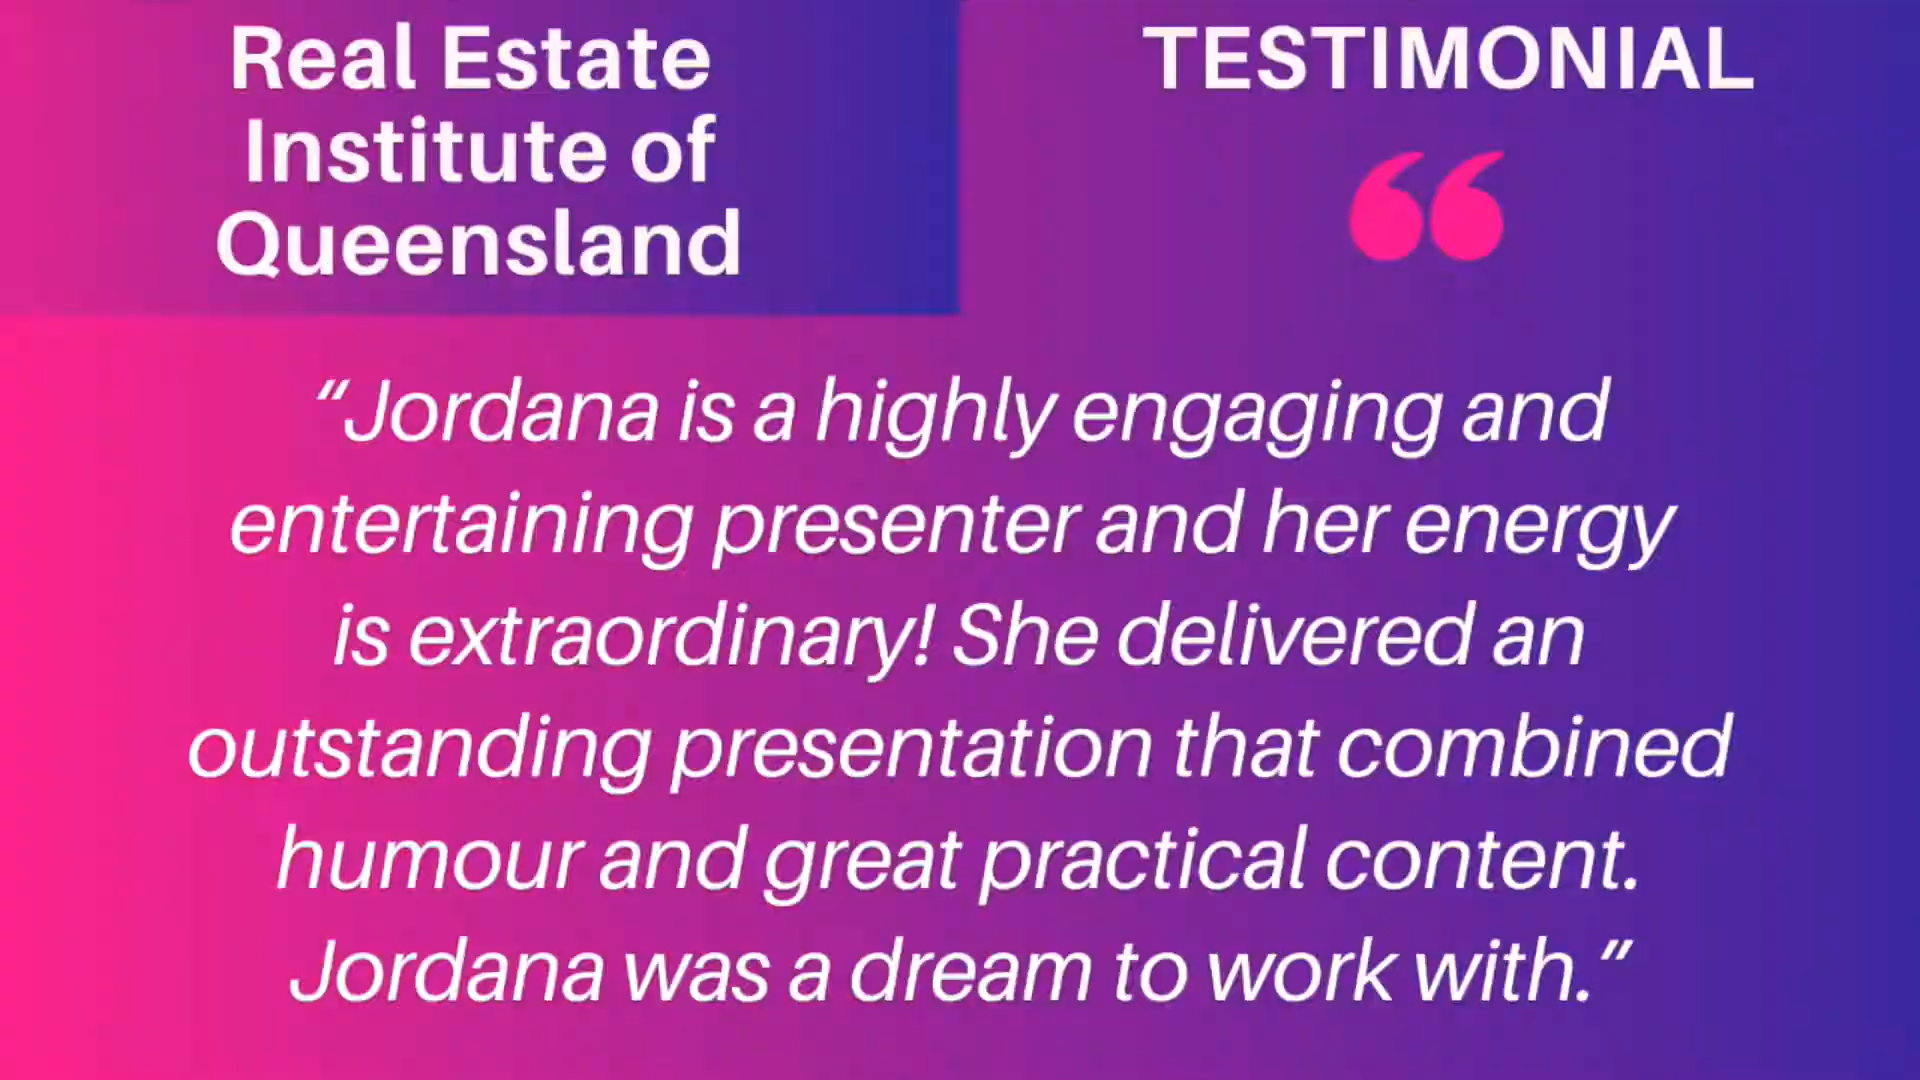 Real Estate
Institute of
Queensland
TESTIMONIAL
“
“Jordana is a highly engaging and
entertaining presenter and her energy
is extraordinary! She delivered an
outstanding presentation that combined
humour and great practical content.
Jordana was a dream to work with.”